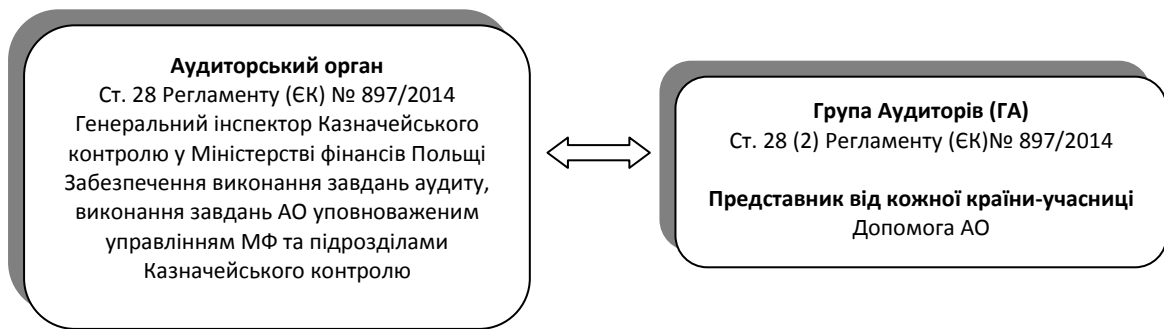 Аудиторський орган
Ст. 28 Регламенту (ЄК) № 897/2014
Генеральний інспектор Казначейського
контролю у Міністерстві фінансів Польщі
Забезпечення виконання завдань аудиту,
виконання завдань АО уповноваженим
управлінням МФ та підрозділами
Казначейського контролю
Група Аудиторів (ГА)
Ст. 28 (2) Регламенту (ЄК)№ 897/2014
Представник від кожної країни-учасниці
Допомога АО